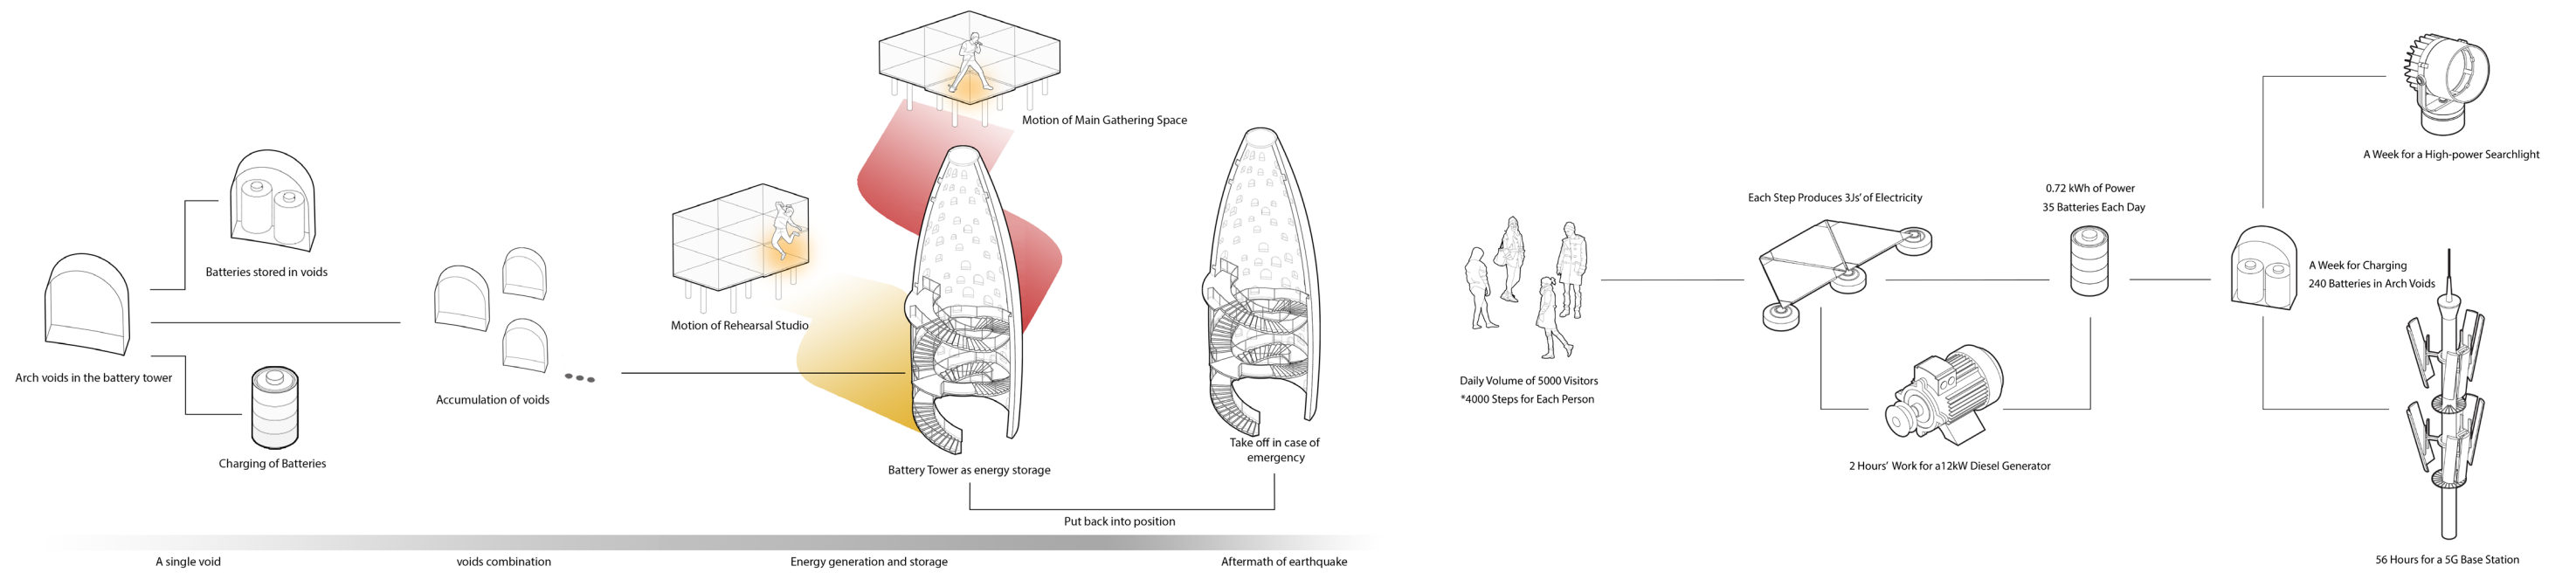 Motion of Main Gathering Space
A Week for a High-power Searchlight
Each Step Produces 3Js' of Electricity
0.72 kWh of Power
35 Batteries Each Day
Batteries stored in voids
A Week for Charging
240 Batteries in Arch Voids
Motion of Rehearsal Studio
Arch voids in the battery tower
Daily Volume of 5000 Visitors
*4000 Steps for Each Person
Accumulation of voids
Take off in case of
emergency
Charging of Batteries
Battery Tower as energy storage
2 Hours' Work for a12kW Diesel Generator
Put back into position
A single void
voids combination
Energy generation and storage
Aftermath of earthquake
56 Hours for a 5G Base Station